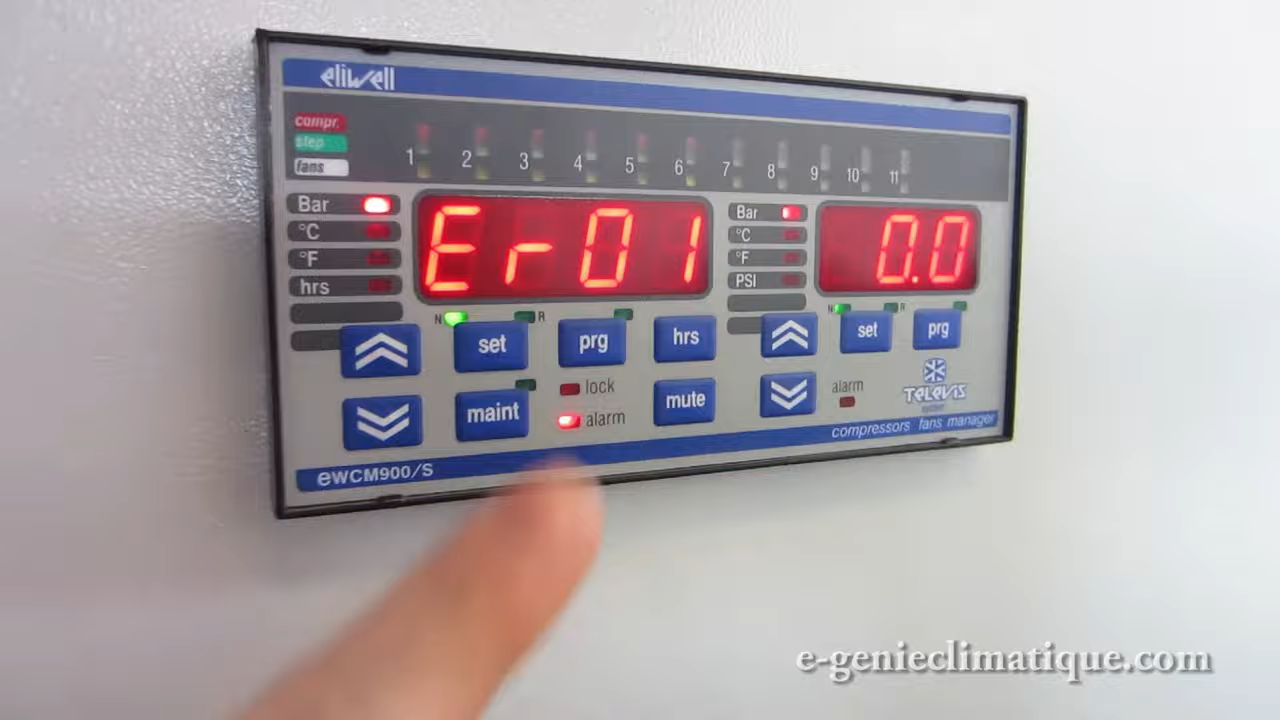 eliwell
compr.
step
fans
1 2 3 4 5 6 7 8 9 10 11
Bar
°C
°F
hrs
Er01
Bar
°C
°F
PSI
0.0
N R
set
prg
hrs
N R
set
prg
maint
lock
alarm
mute
alarm
TELEVIS
compressors fans manager
eWCM900/S
e-genieclimatique.com